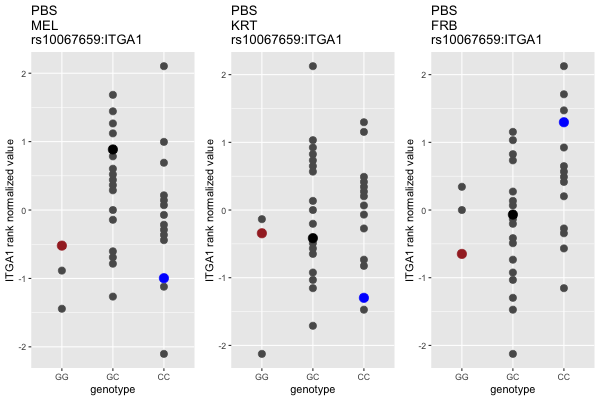 PBS
MEL
rs10067659:ITGA1
ITGA1 rank normalized value
2
1
0
-1
-2
GG
GC
CC
genotype
PBS
KRT
rs10067659:ITGA1
ITGA1 rank normalized value
2
1
0
-1
-2
GG
GC
CC
genotype
PBS
FRB
rs10067659:ITGA1
ITGA1 rank normalized value
2
1
0
-1
-2
GG
GC
CC
genotype